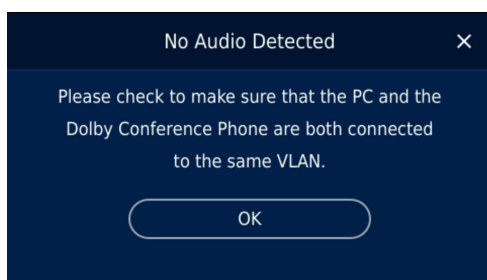 No Audio Detected ×
Please check to make sure that the PC and the
Dolby Conference Phone are both connected
to the same VLAN.
OK